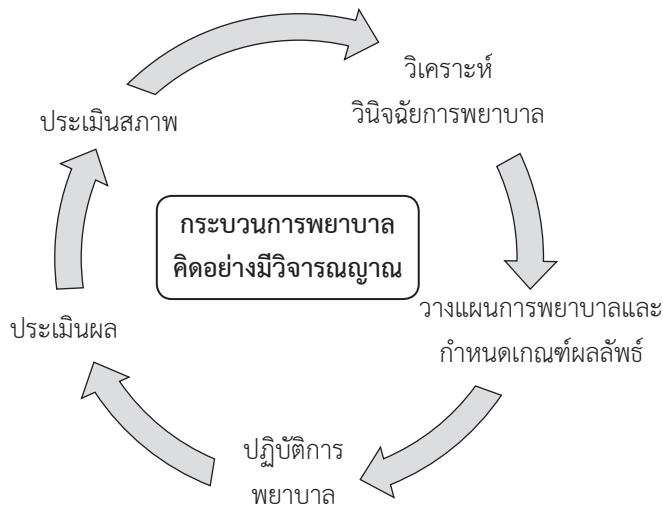 วิเคราะห์
วินิจฉัยการพยาบาล
ประเมินสภาพ
กระบวนการพยาบาล
คิดอย่างมีวิจารณญาณ
วางแผนการพยาบาลและ
กำหนดเกณฑ์ผลลัพธ์
ประเมินผล
ปฏิบัติการ
พยาบาล